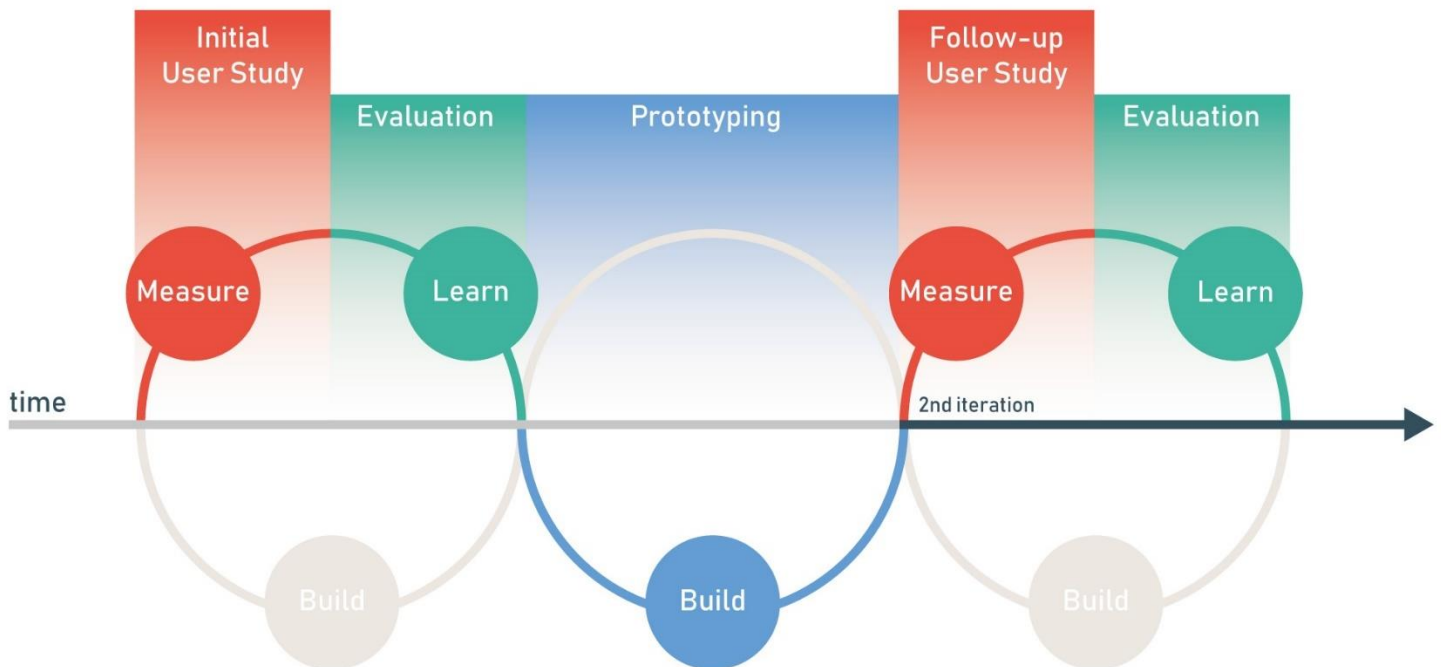 Initial
User Study
Evaluation
Prototyping
Follow-up
User Study
Evaluation
Measure
Learn
Measure
Learn
time
2nd iteration
Build
Build
Build